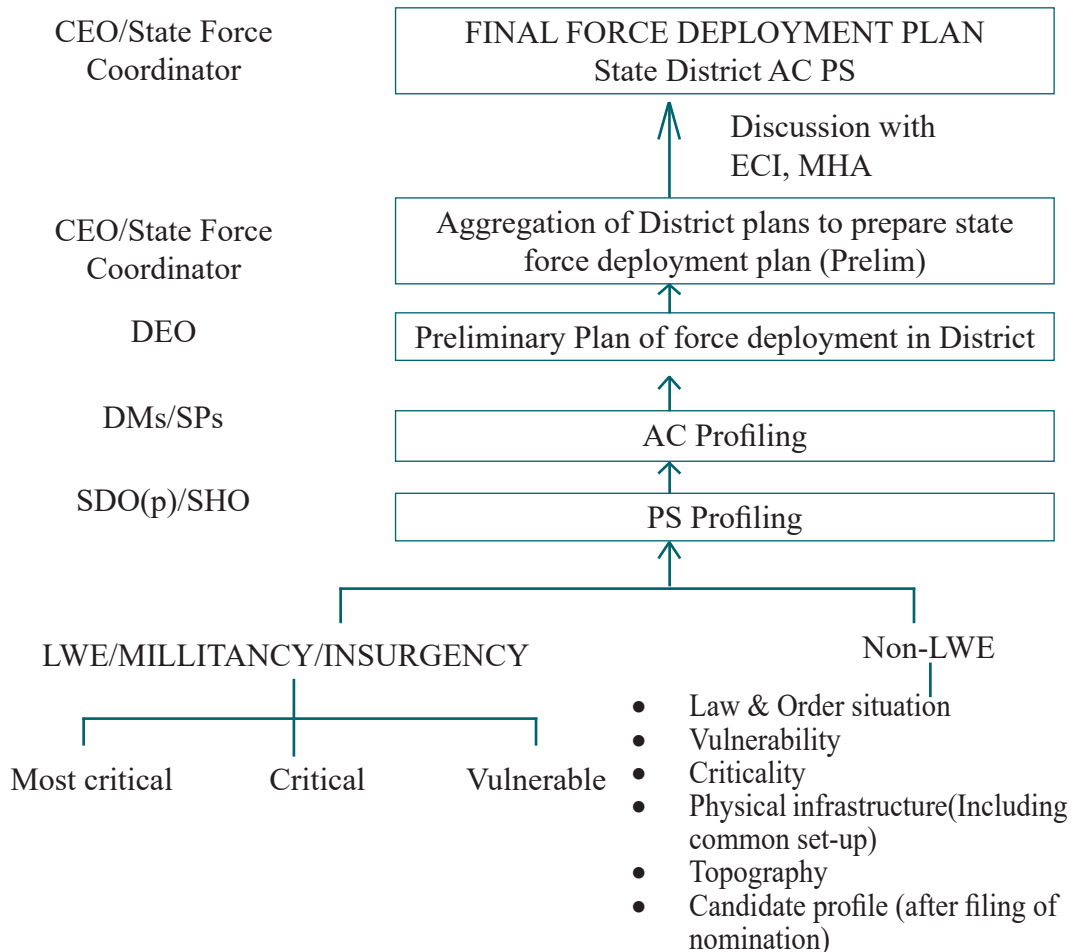 CEO/State Force
Coordinator
FINAL FORCE DEPLOYMENT PLAN
State District AC PS
Discussion with
ECI, MHA
CEO/State Force
Coordinator
Aggregation of District plans to prepare state
force deployment plan (Prelim)
DEO
Preliminary Plan of force deployment in District
DMs/SPs
AC Profiling
SDO(p)/SHO
PS Profiling
LWE/MILLITANCY/INSURGENCY
Most critical
Critical
Vulnerable
Non-LWE
• Law & Order situation
• Vulnerability
• Criticality
• Physical infrastructure(Including
common set-up)
• Topography
• Candidate profile (after filing of
nomination)